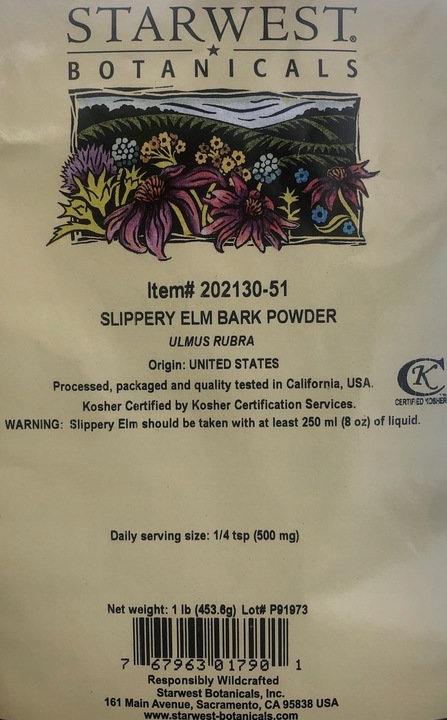 STARWEST®
BOTANICALS
Item# 202130-51
SLIPPERY ELM BARK POWDER
ULMUS RUBRA
Origin: UNITED STATES
Processed, packaged and quality tested in California, USA.
Kosher Certified by Kosher Certification Services.
CK
CERTIFIED KOSHER
WARNING: Slippery Elm should be taken with at least 250 ml (8 oz) of liquid.
Daily serving size: 1/4 tsp (500 mg)
Net weight: 1 lb (453.6g) Lot# P91973
7 67963 01790 1
Responsibly Wildcrafted
Starwest Botanicals, Inc.
161 Main Avenue, Sacramento, CA 95838 USA
www.starwest-botanicals.com